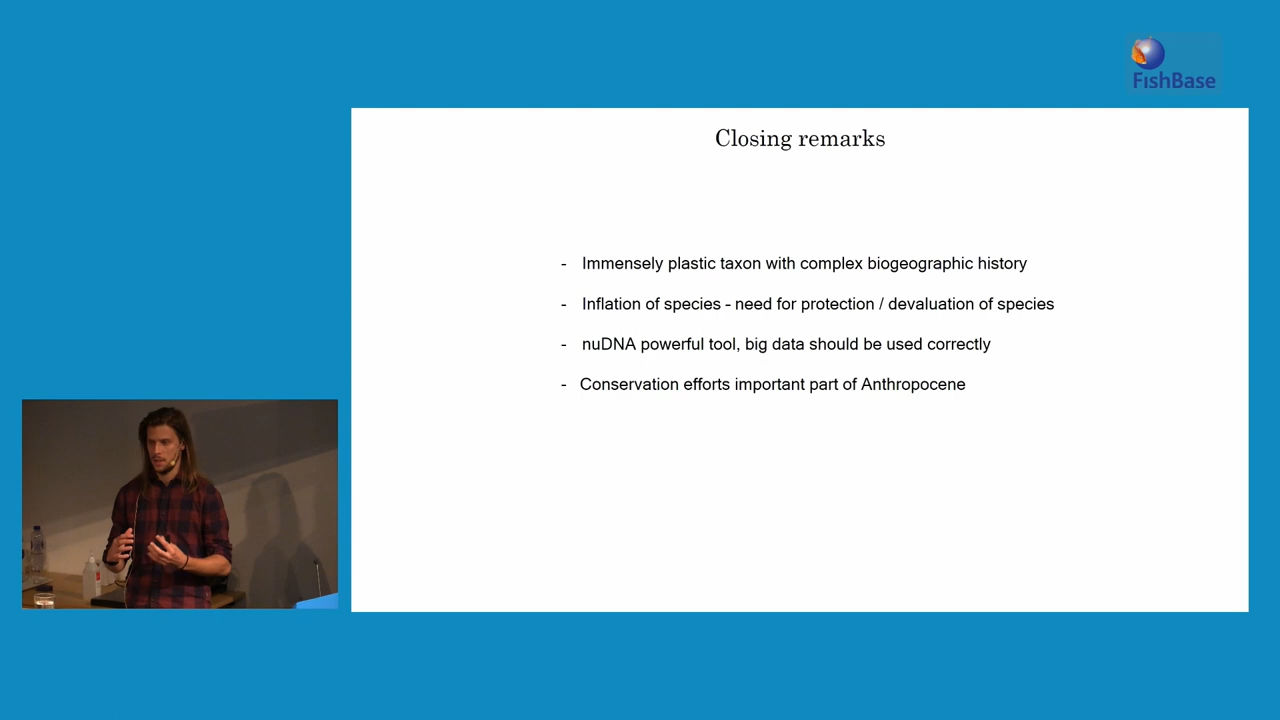 FishBase
Closing remarks
- Immensely plastic taxon with complex biogeographic history
- Inflation of species - need for protection / devaluation of species
- nuDNA powerful tool, big data should be used correctly
- Conservation efforts important part of Anthropocene